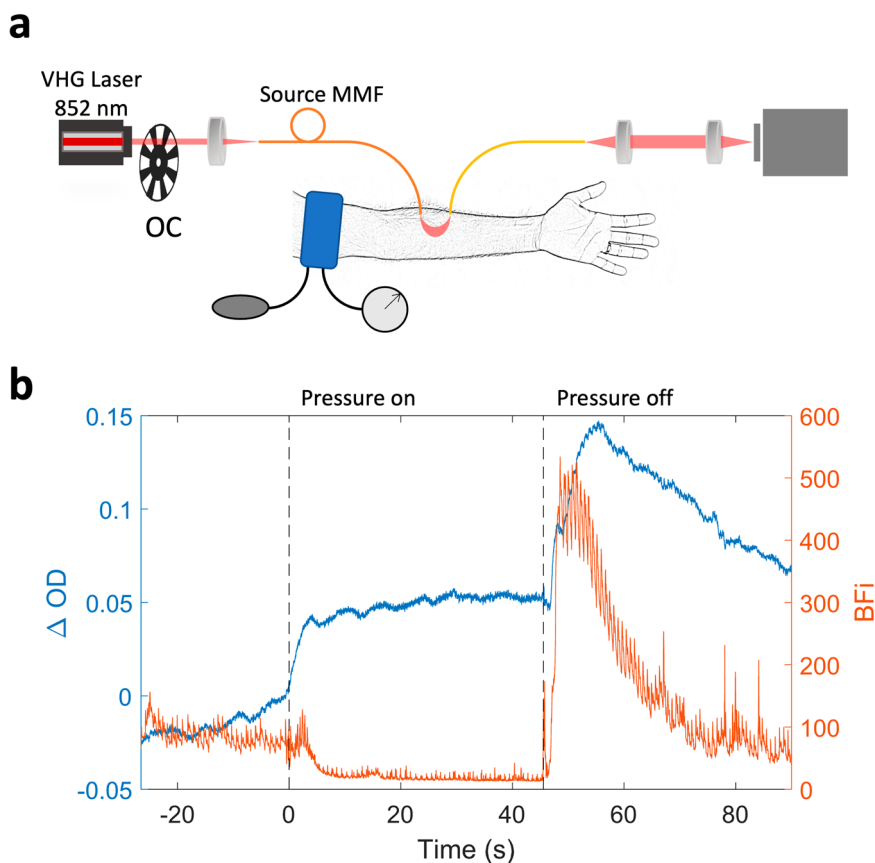 a
VHG Laser
852 nm
Source MMF
OC
b
Pressure on
Pressure off
0.15
0.1
0.05
0
-0.05
Δ OD
600
500
400
300
200
100
0
BFi
-20
0
20
40
60
80
Time (s)